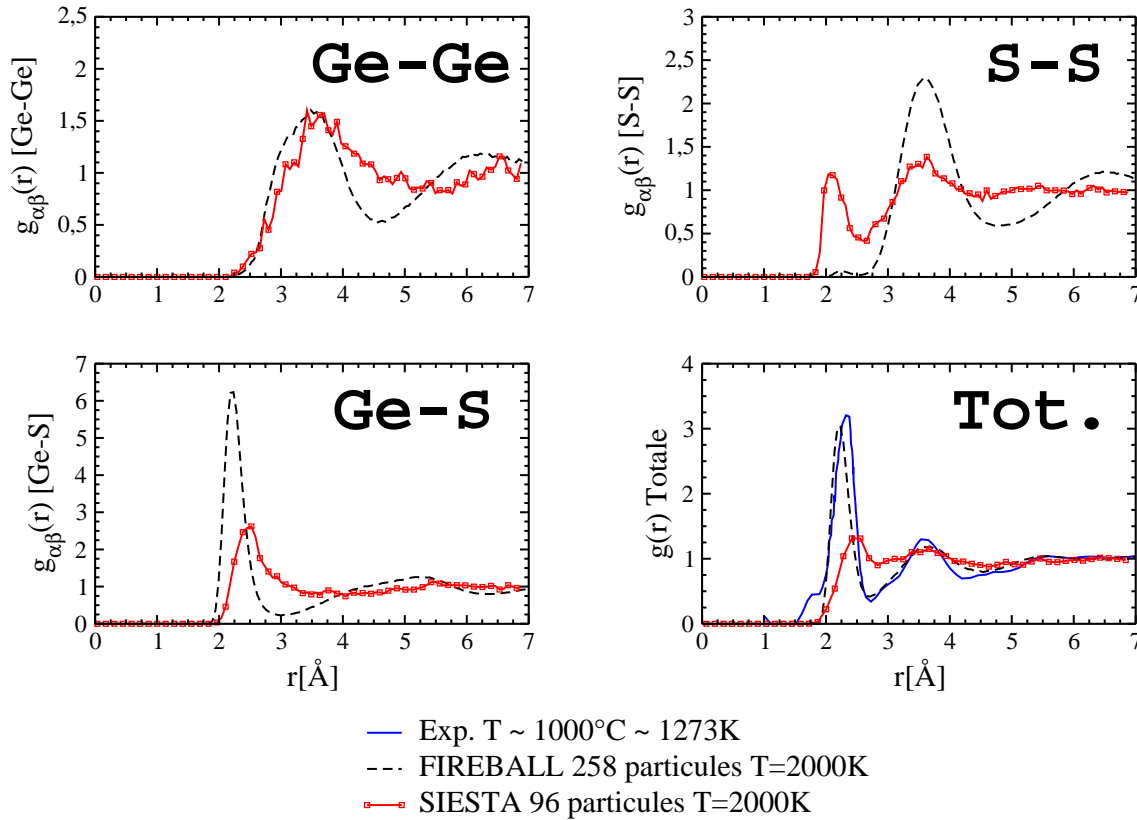 Ge-Ge
g αβ(r) [Ge-Ge]
2,5
2
1,5
1
0,5
0
0 1 2 3 4 5 6 7
S-S
g αβ(r) [S-S]
3
2,5
2
1,5
1
0,5
0
0 1 2 3 4 5 6 7
Ge-S
g αβ(r) [Ge-S]
7
6
5
4
3
2
1
0
0 1 2 3 4 5 6 7
r[Å]
Tot.
g(r) Totale
4
3
2
1
0
0 1 2 3 4 5 6 7
r[Å]
Exp. T ~ 1000°C ~ 1273K
FIREBALL 258 particules T=2000K
SIESTA 96 particules T=2000K